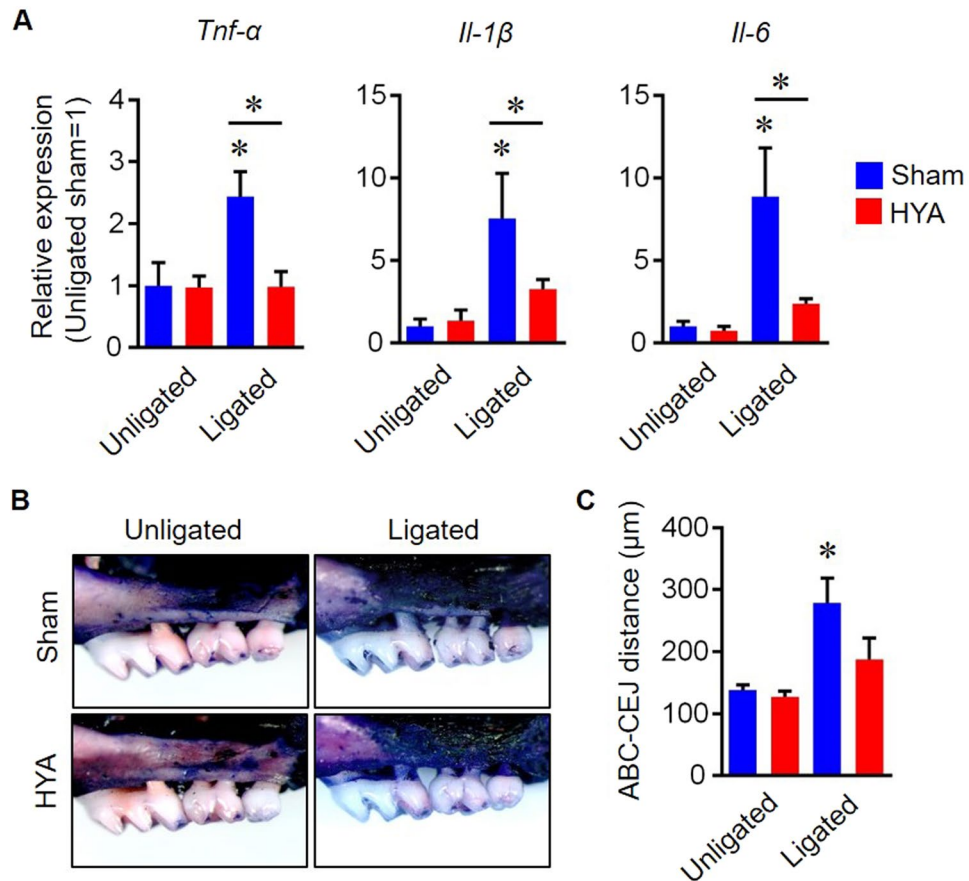 A
Tnf-α
Il-1β
Il-6
Relative expression
(Unligated sham=1)
4
3
2
1
0
*
*
Unligated
Ligated
15
10
5
0
*
*
Unligated
Ligated
15
10
5
0
*
*
Unligated
Ligated
Sham
HYA
B
Unligated
Ligated
Sham
HYA
C
ABC-CEJ distance (μm)
400
300
200
100
0
*
Unligated
Ligated